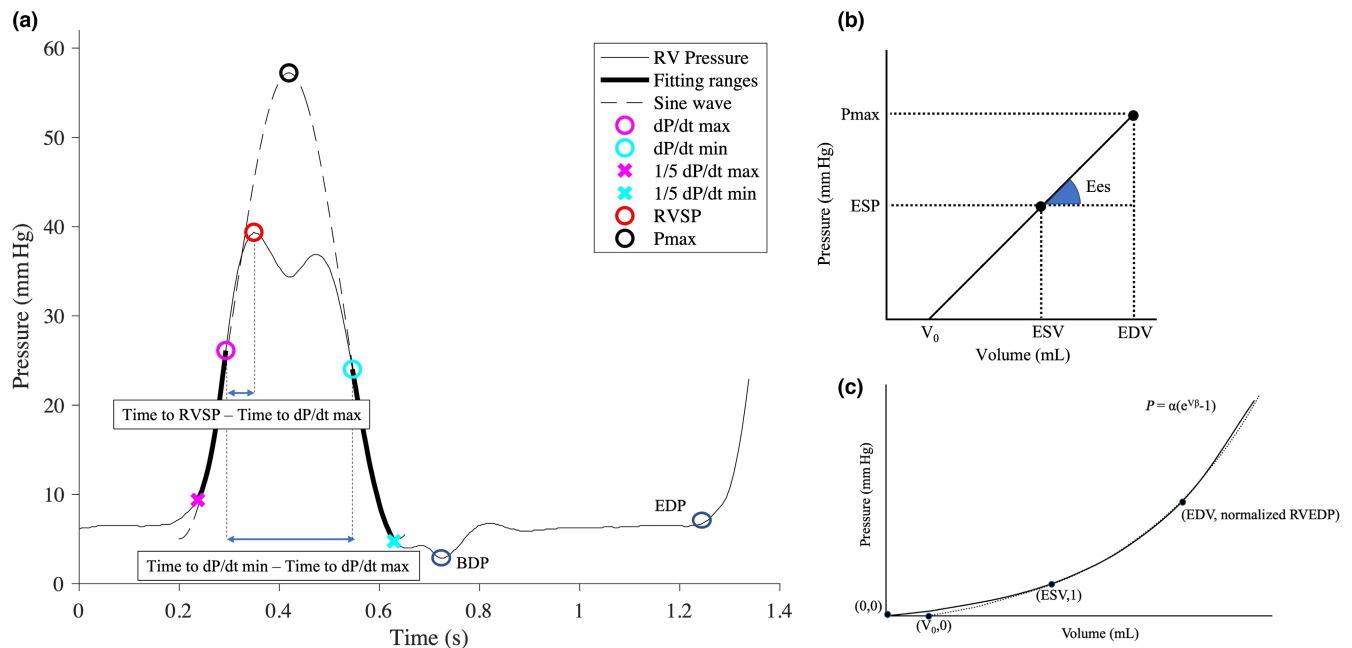 (a)
60
50
40
30
20
10
0
Pressure (mm Hg)
0
0.2
0.4
0.6
0.8
1
1.2
1.4
Time (s)
RV Pressure
Fitting ranges
Sine wave
dP/dt max
dP/dt min
1/5 dP/dt max
1/5 dP/dt min
RVSP
Pmax
Time to RVSP – Time to dP/dt max
Time to dP/dt min – Time to dP/dt max
BDP
EDP
(b)
Pressure (mm Hg)
Pmax
ESP
Ees
V0
ESV
EDV
Volume (mL)
(c)
Pressure (mm Hg)
P = α(e^Vβ-1)
(EDV, normalized RVEDP)
(ESV,1)
(0,0)
(V0,0)
Volume (mL)